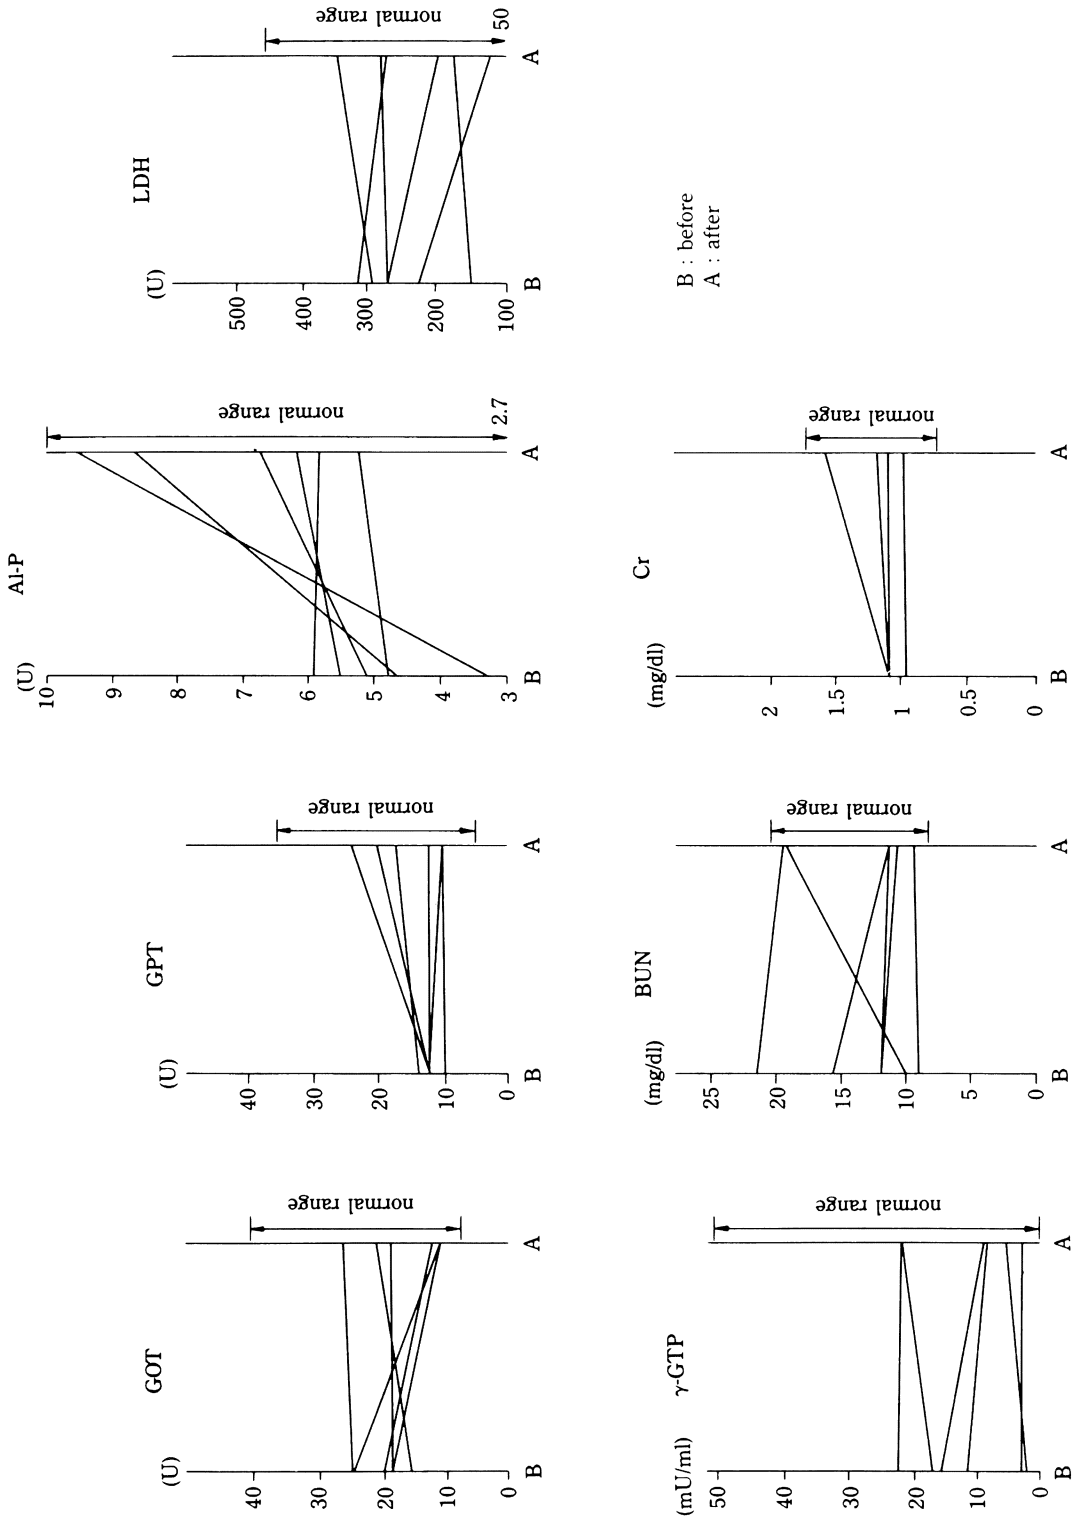 GOT
(U)
40
30
20
10
0
B
A
normal range
GPT
(U)
40
30
20
10
0
B
A
normal range
Al-P
(U)
10
9
8
7
6
5
4
3
B
A
normal range
2.7
LDH
(U)
500
400
300
200
100
B
A
normal range
50
γ-GTP
(mU/ml)
50
40
30
20
10
0
B
A
normal range
BUN
(mg/dl)
25
20
15
10
5
0
B
A
normal range
Cr
(mg/dl)
2
1.5
1
0.5
0
B
A
normal range
B : before
A : after